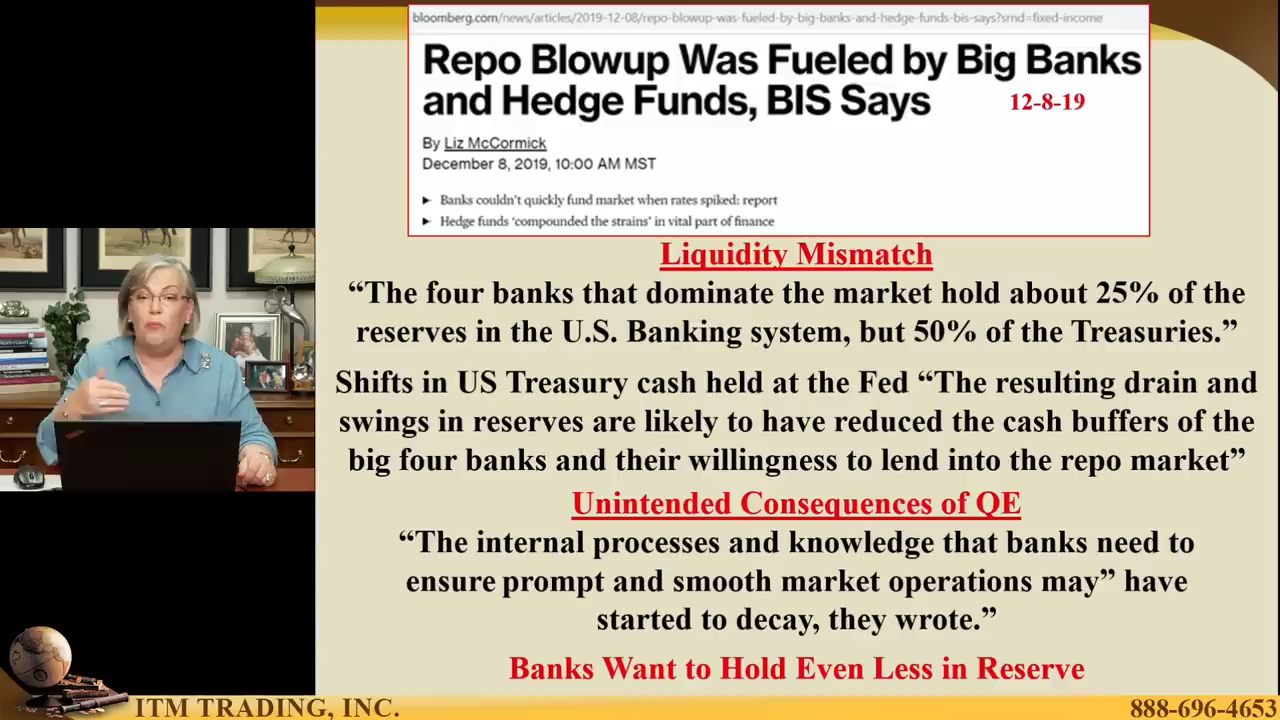 bloomberg.com/news/articles/2019-12-08/repo-blowup-was-fueled-by-big-banks-and-hedge-funds-bis-says?srnd=fixed-income
Repo Blowup Was Fueled by Big Banks
and Hedge Funds, BIS Says
12-8-19
By Liz McCormick
December 8, 2019, 10:00 AM MST
► Banks couldn't quickly fund market when rates spiked: report
► Hedge funds 'compounded the strains' in vital part of finance
Liquidity Mismatch
“The four banks that dominate the market hold about 25% of the
reserves in the U.S. Banking system, but 50% of the Treasuries.”
Shifts in US Treasury cash held at the Fed “The resulting drain and
swings in reserves are likely to have reduced the cash buffers of the
big four banks and their willingness to lend into the repo market”
Unintended Consequences of QE
“The internal processes and knowledge that banks need to
ensure prompt and smooth market operations may” have
started to decay, they wrote.”
Banks Want to Hold Even Less in Reserve
ITM TRADING, INC.
888-696-4653